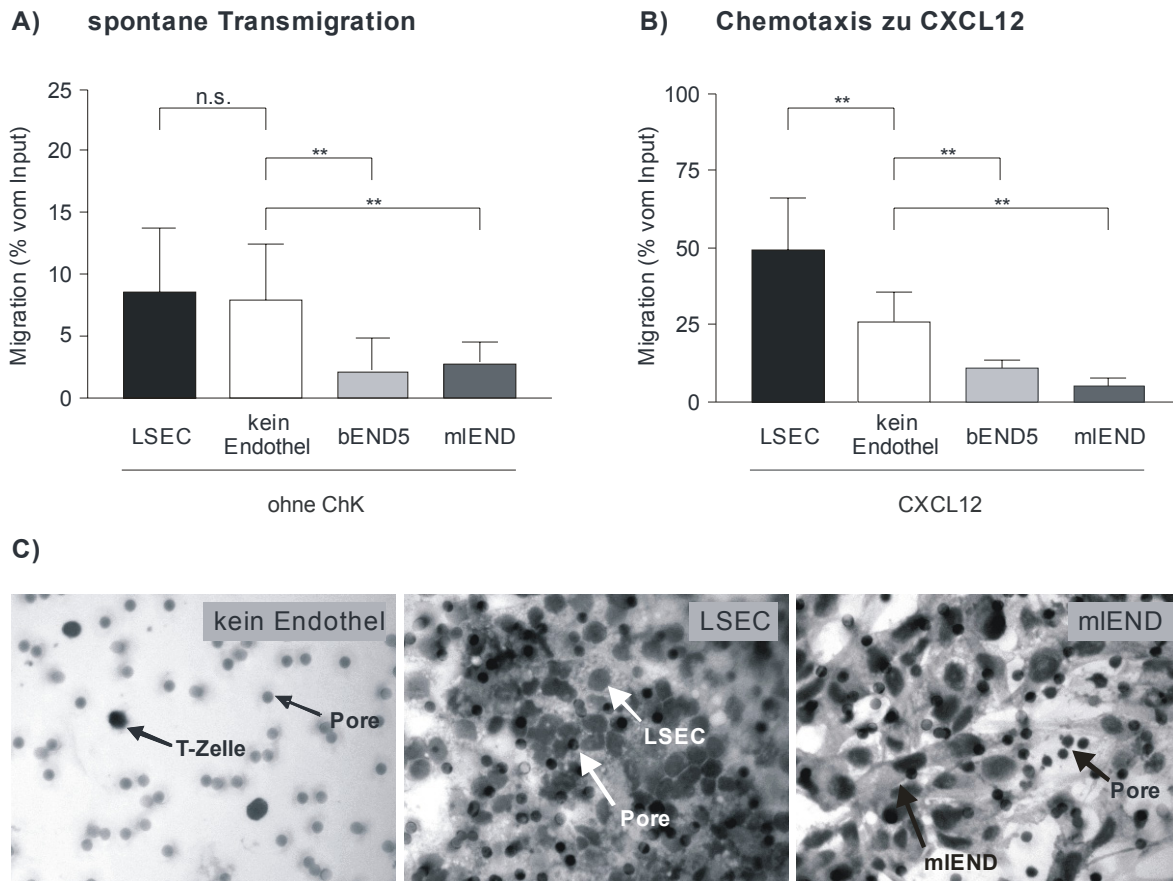 A) spontane Transmigration
Migration (% vom Input)
25
20
15
10
5
0
n.s.
**
**
LSEC
kein
Endothel
bEND5
mlEND
ohne ChK
B) Chemotaxis zu CXCL12
Migration (% vom Input)
100
75
50
25
0
**
**
**
LSEC
kein
Endothel
bEND5
mlEND
CXCL12
C)
kein Endothel
Pore
T-Zelle
LSEC
LSEC
Pore
mlEND
Pore
mlEND